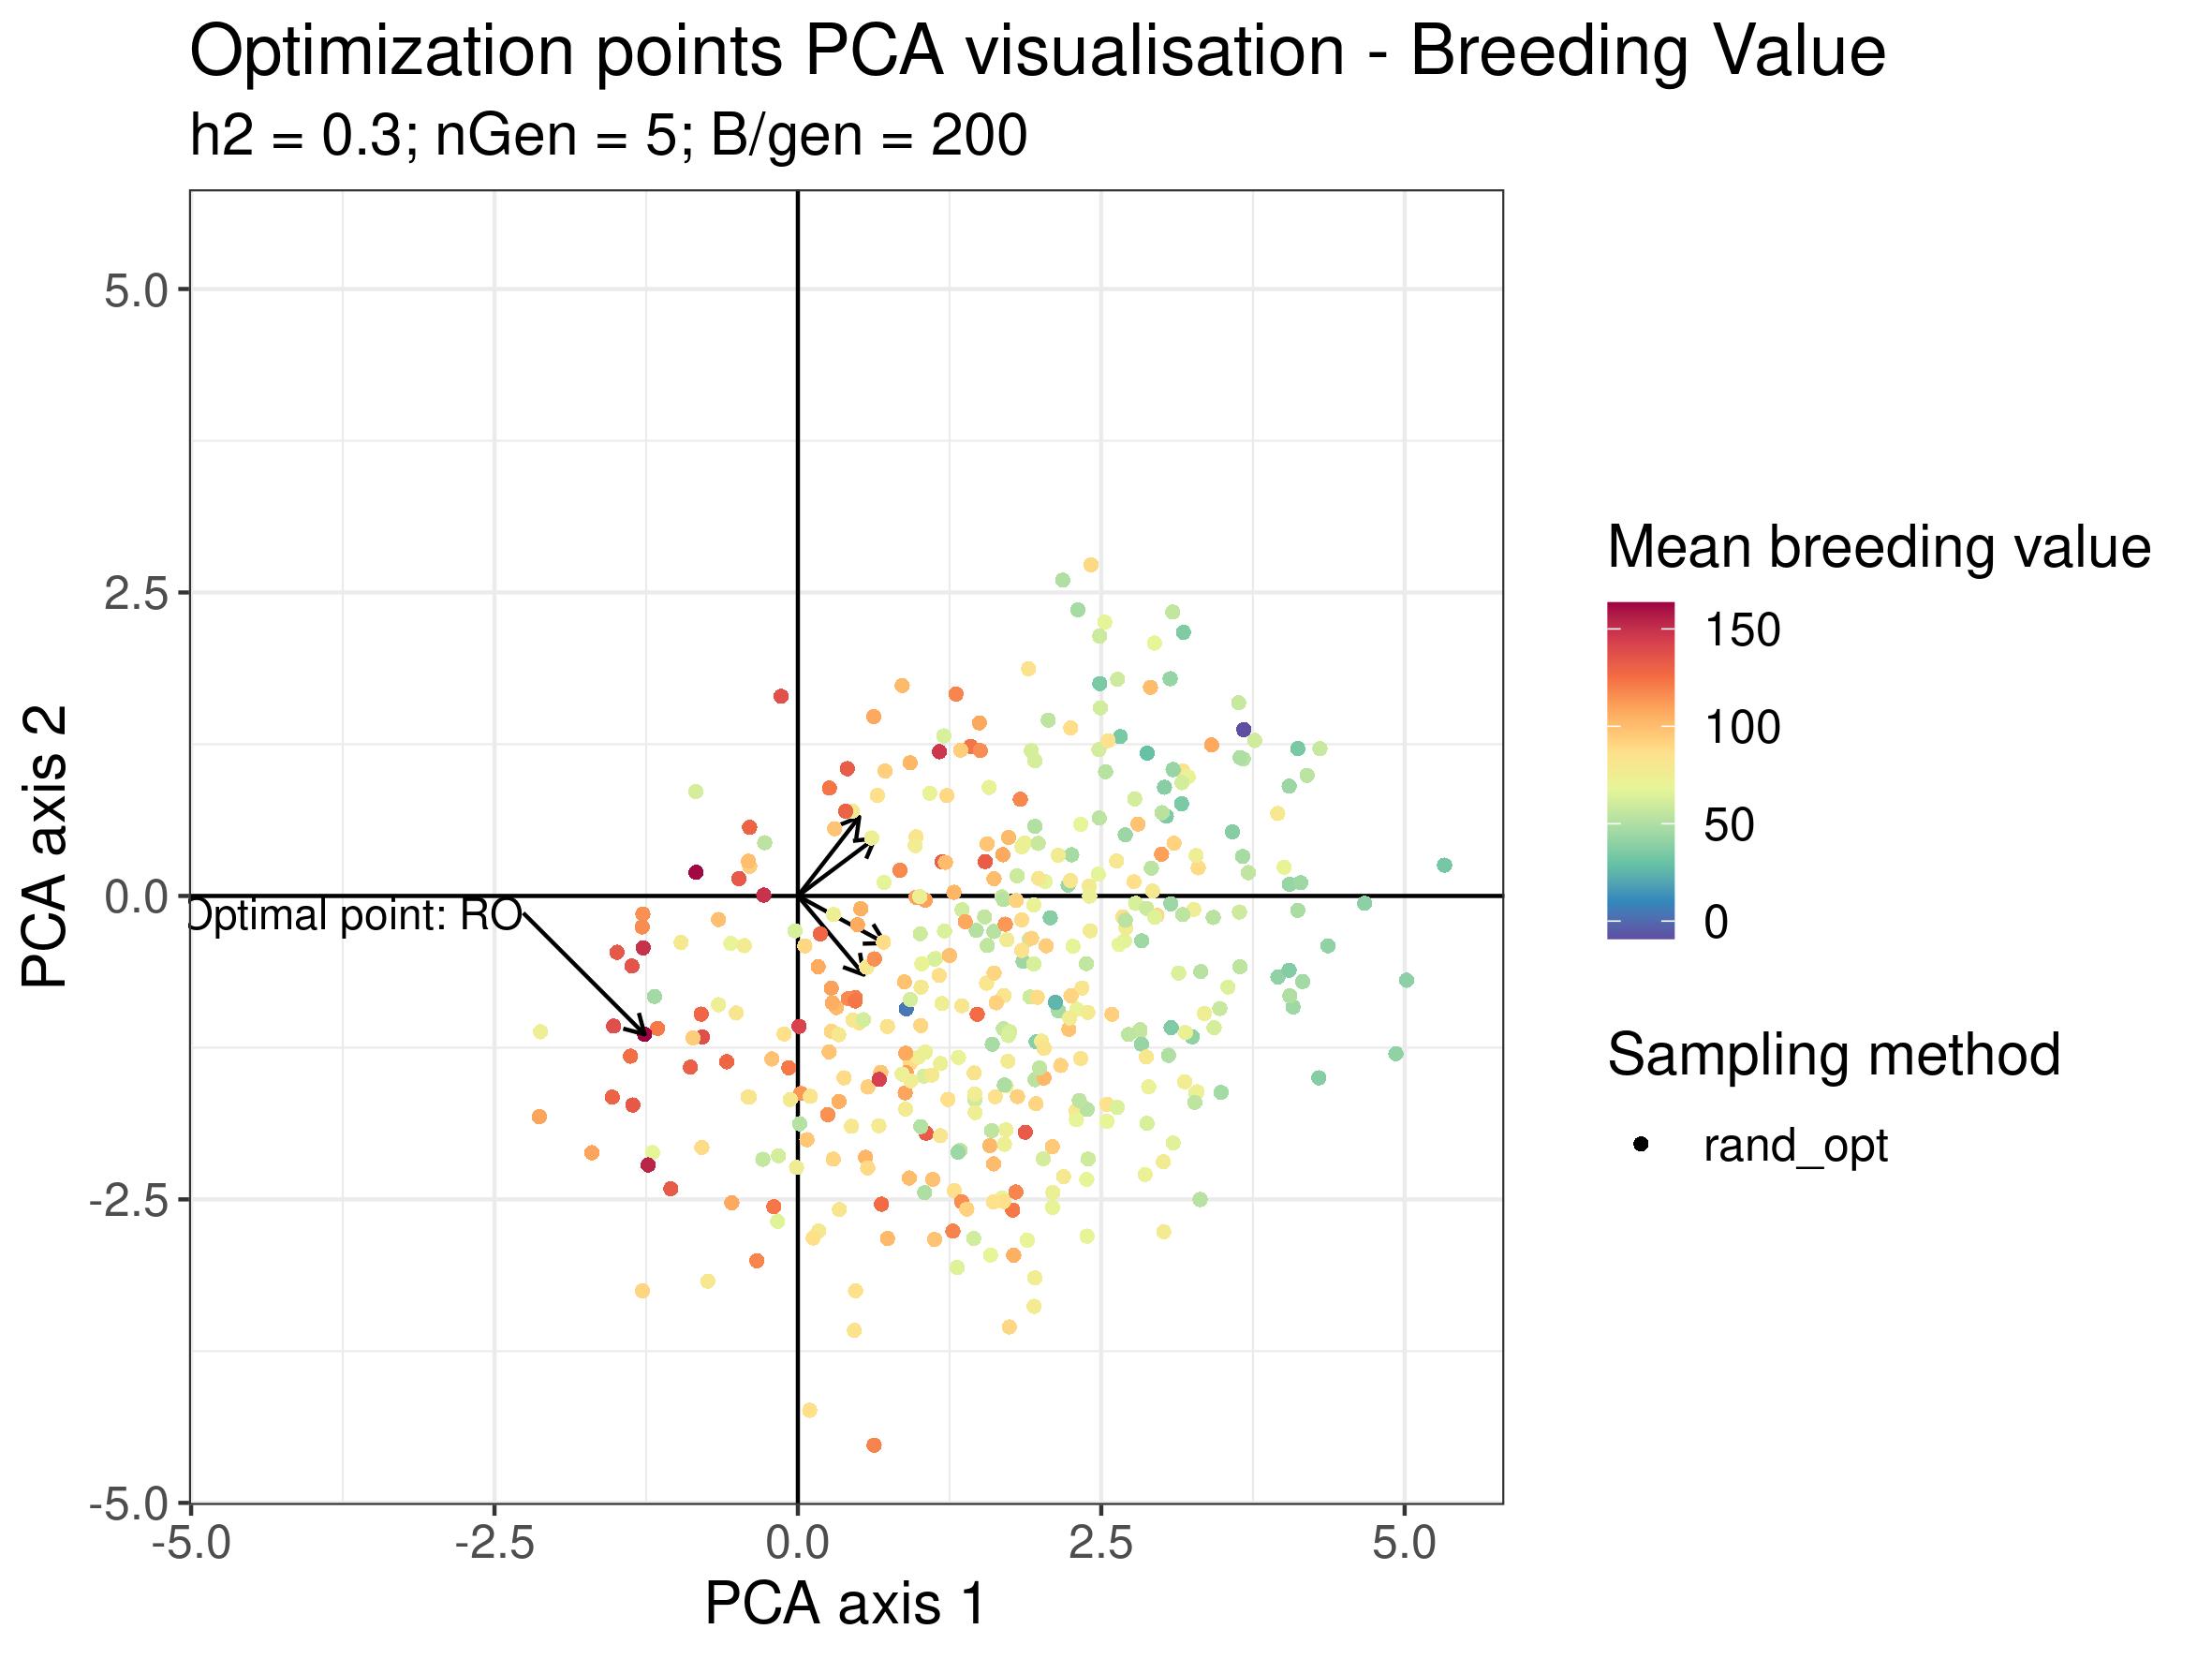 Optimization points PCA visualisation - Breeding Value
h2 = 0.3; nGen = 5; B/gen = 200
5.0
2.5
0.0
-2.5
-5.0
PCA axis 2
Optimal point: RO
-5.0
-2.5
0.0
2.5
5.0
PCA axis 1
Mean breeding value
150
100
50
0
Sampling method
rand_opt